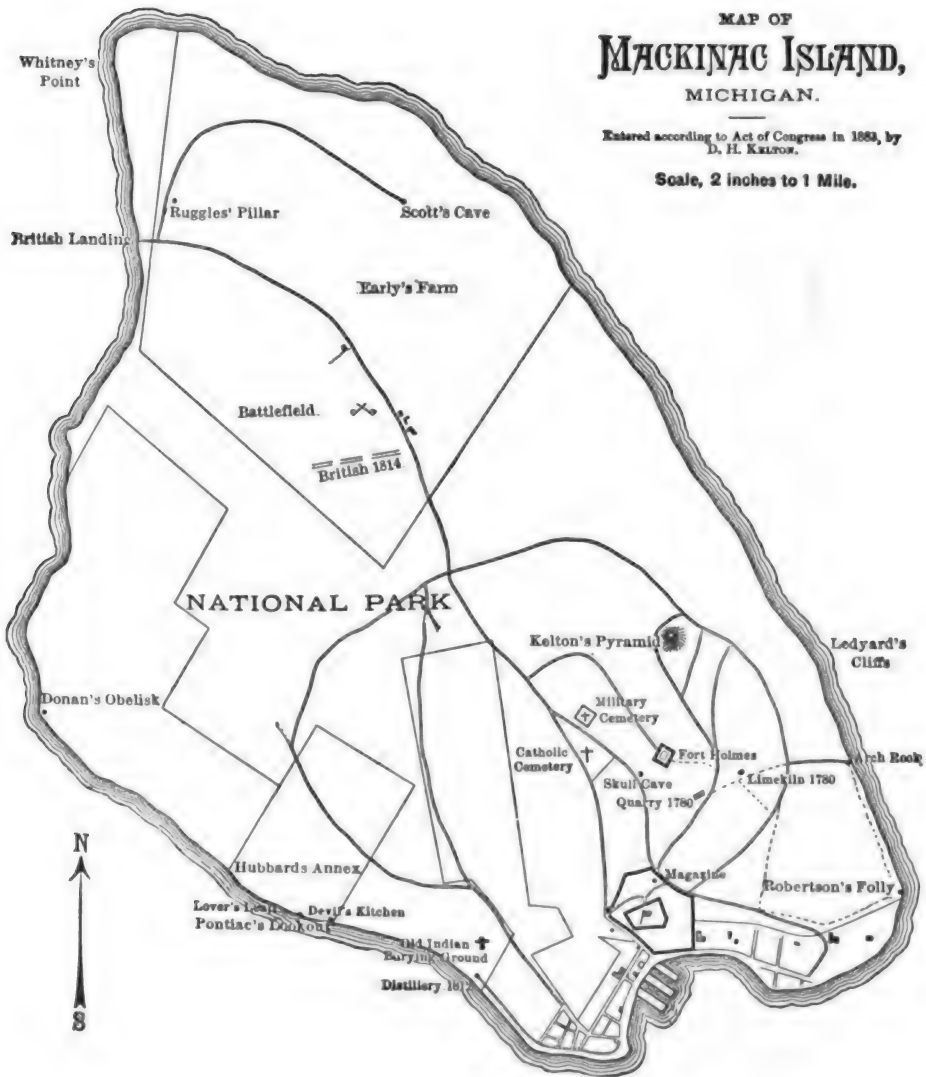 MAP OF
MACKINAC ISLAND,
MICHIGAN.
Entered according to Act of Congress in 1883, by
D. H. KELTON.
Scale, 2 inches to 1 Mile.
Whitney's
Point
Ruggles' Pillar
Scott's Cave
British Landing
Early's Farm
Battlefield.
British 1814
NATIONAL PARK
Kelton's Pyramid
Ledyard's
Cliffs
Donan's Obelisk
Military
Cemetery
Catholic
Cemetery
Fort Holmes
Arch Rock
Skull Cave
Limekiln 1780
Quarry 1780
Hubbard's Annex
Magazine
Robertson's Folly
Lover's Leap
Devil's Kitchen
Pontiac's Lookout
Old Indian
Burying Ground
Distillery 1812
N
S